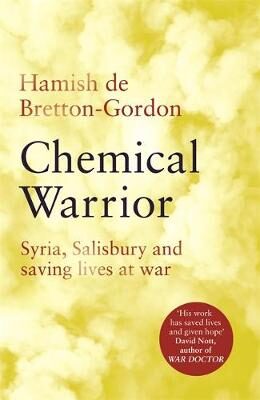 Hamish de
Bretton-Gordon
Chemical
Warrior
Syria, Salisbury and
saving lives at war
'His work
has saved lives
and given hope'
David Nott,
author of
WAR DOCTOR